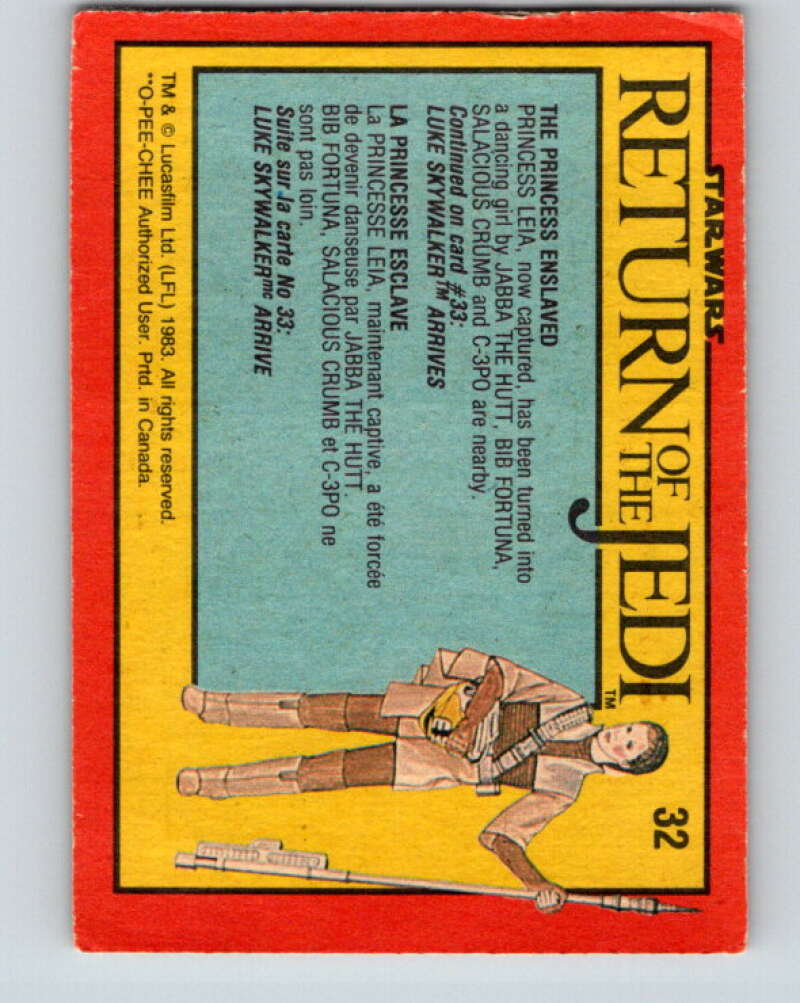 STAR WARS
RETURN OF THE JEDI™
32
THE PRINCESS ENSLAVED
PRINCESS LEIA, now captured, has been turned into
a dancing girl by JABBA THE HUTT, BIB FORTUNA,
SALACIOUS CRUMB and C-3PO are nearby.
Continued on card #33:
LUKE SKYWALKER™ ARRIVES
LA PRINCESSE ESCLAVE
La PRINCESSE LEIA, maintenant captive, a été forcée
de devenir danseuse par JABBA THE HUTT.
BIB FORTUNA, SALACIOUS CRUMB et C-3PO ne
sont pas loin.
Suite sur la carte No 33:
LUKE SKYWALKERmc ARRIVE
TM & © Lucasfilm Ltd. (LFL) 1983. All rights reserved.
**O-PEE-CHEE Authorized User. Prtd. in Canada.